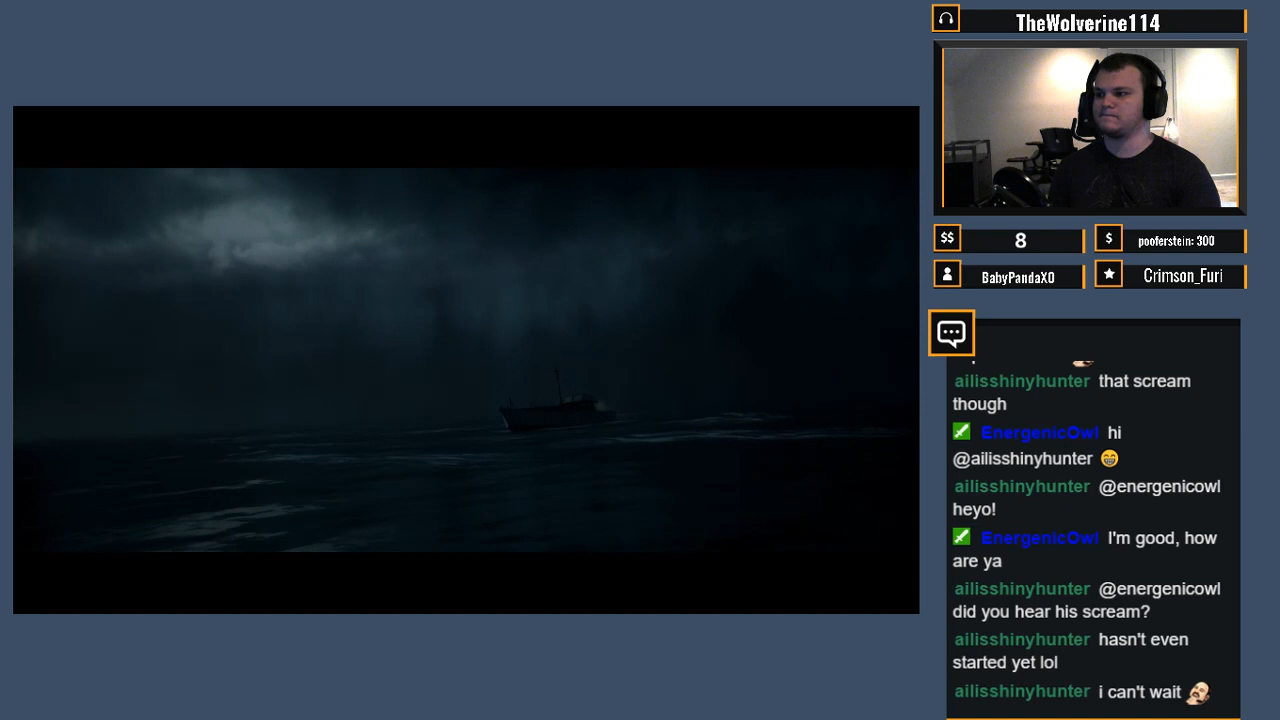 TheWolverine114
$$
8
$
pooferstein: 300
BabyPandaXO
Crimson_Furi
ailisshinyhunter that scream
though
EnergenicOwl hi
@ailisshinyhunter 😁
ailisshinyhunter @energenicowl
heyo!
EnergenicOwl I'm good, how
are ya
ailisshinyhunter @energenicowl
did you hear his scream?
ailisshinyhunter hasn't even
started yet lol
ailisshinyhunter i can't wait